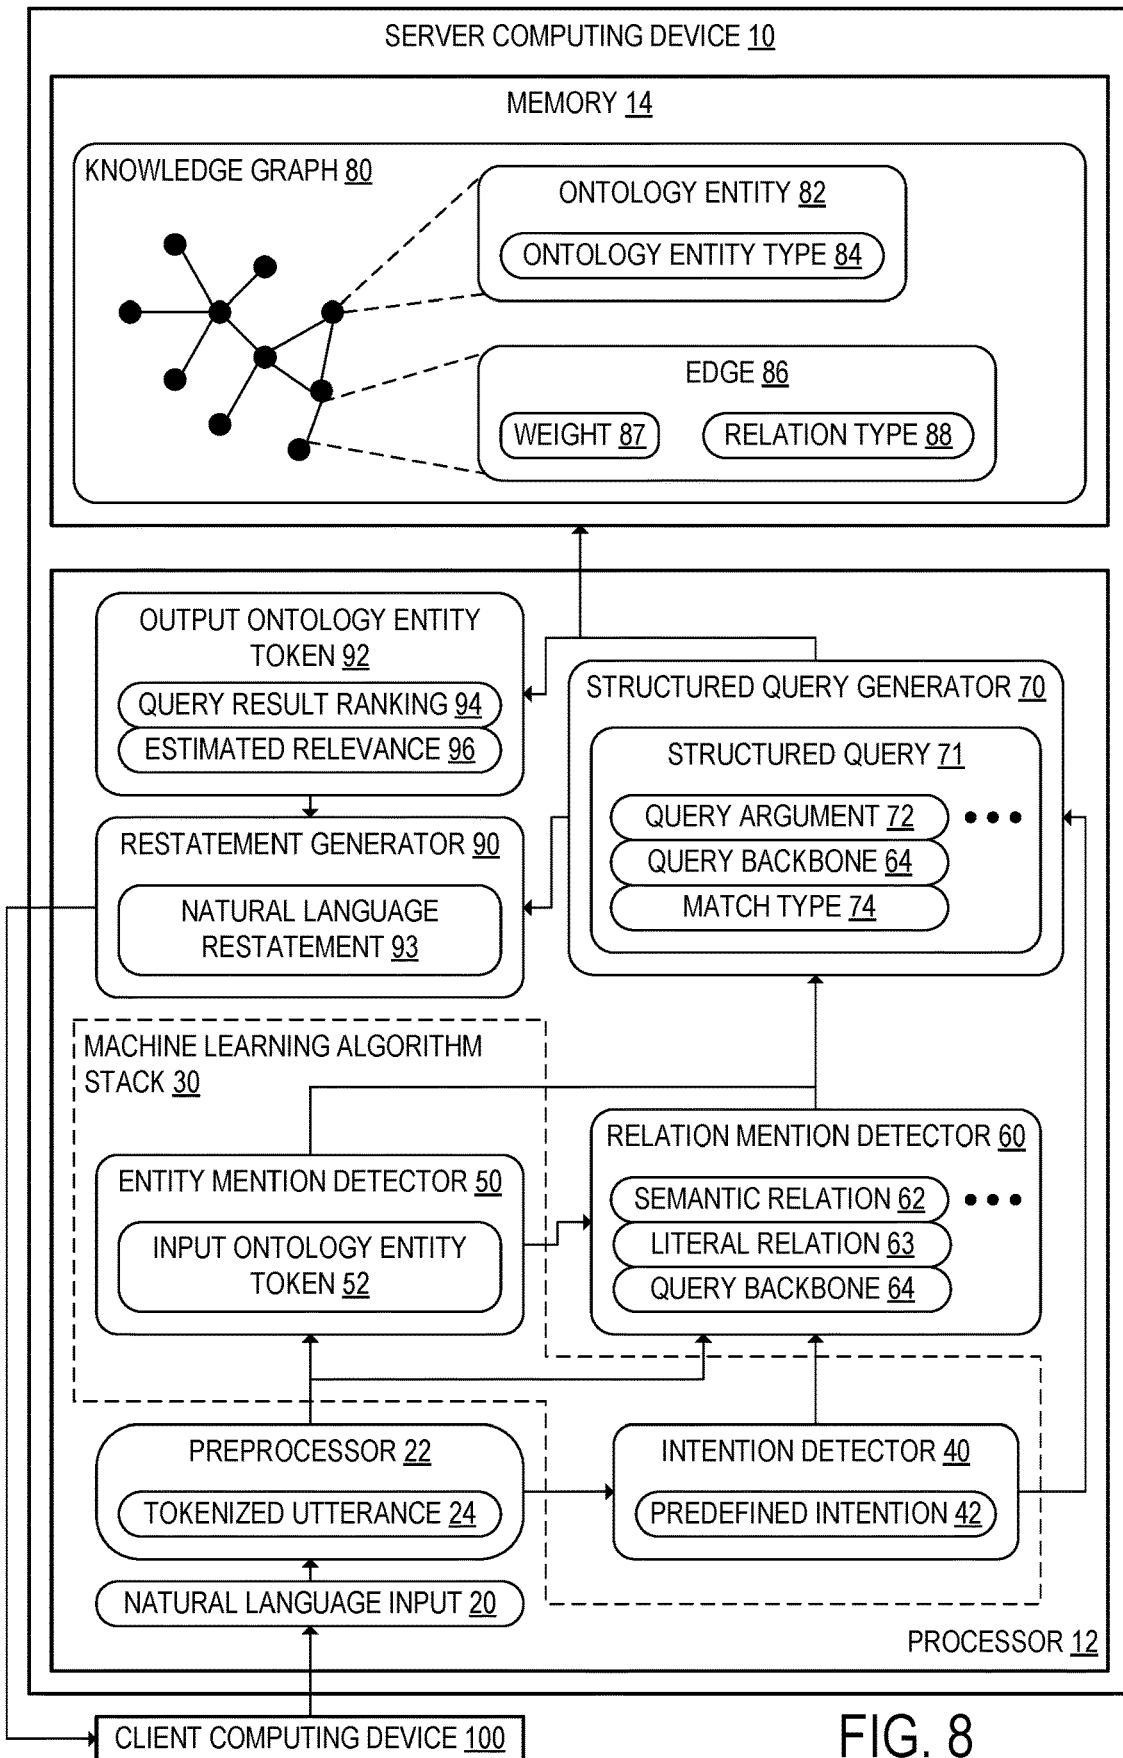 SERVER COMPUTING DEVICE 10
MEMORY 14
KNOWLEDGE GRAPH 80
ONTOLOGY ENTITY 82
ONTOLOGY ENTITY TYPE 84
EDGE 86
WEIGHT 87
RELATION TYPE 88
OUTPUT ONTOLOGY ENTITY
TOKEN 92
QUERY RESULT RANKING 94
ESTIMATED RELEVANCE 96
STRUCTURED QUERY GENERATOR 70
STRUCTURED QUERY 71
QUERY ARGUMENT 72
QUERY BACKBONE 64
MATCH TYPE 74
RESTATEMENT GENERATOR 90
NATURAL LANGUAGE
RESTATEMENT 93
MACHINE LEARNING ALGORITHM
STACK 30
ENTITY MENTION DETECTOR 50
INPUT ONTOLOGY ENTITY
TOKEN 52
RELATION MENTION DETECTOR 60
SEMANTIC RELATION 62
LITERAL RELATION 63
QUERY BACKBONE 64
PREPROCESSOR 22
TOKENIZED UTTERANCE 24
INTENTION DETECTOR 40
PREDEFINED INTENTION 42
NATURAL LANGUAGE INPUT 20
PROCESSOR 12
CLIENT COMPUTING DEVICE 100
FIG. 8